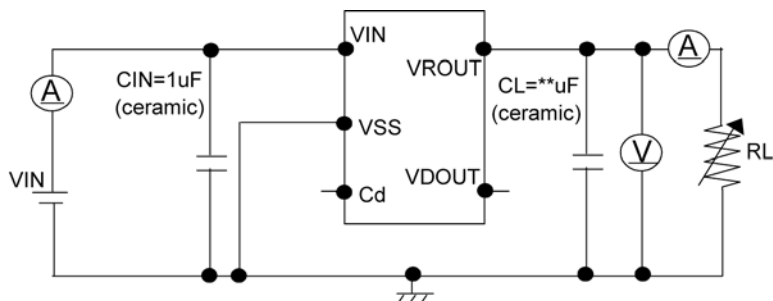 VIN
CIN=1uF
(ceramic)
A
VSS
VIN
Cd
VROUT
VDOUT
CL=**uF
(ceramic)
A
V
RL